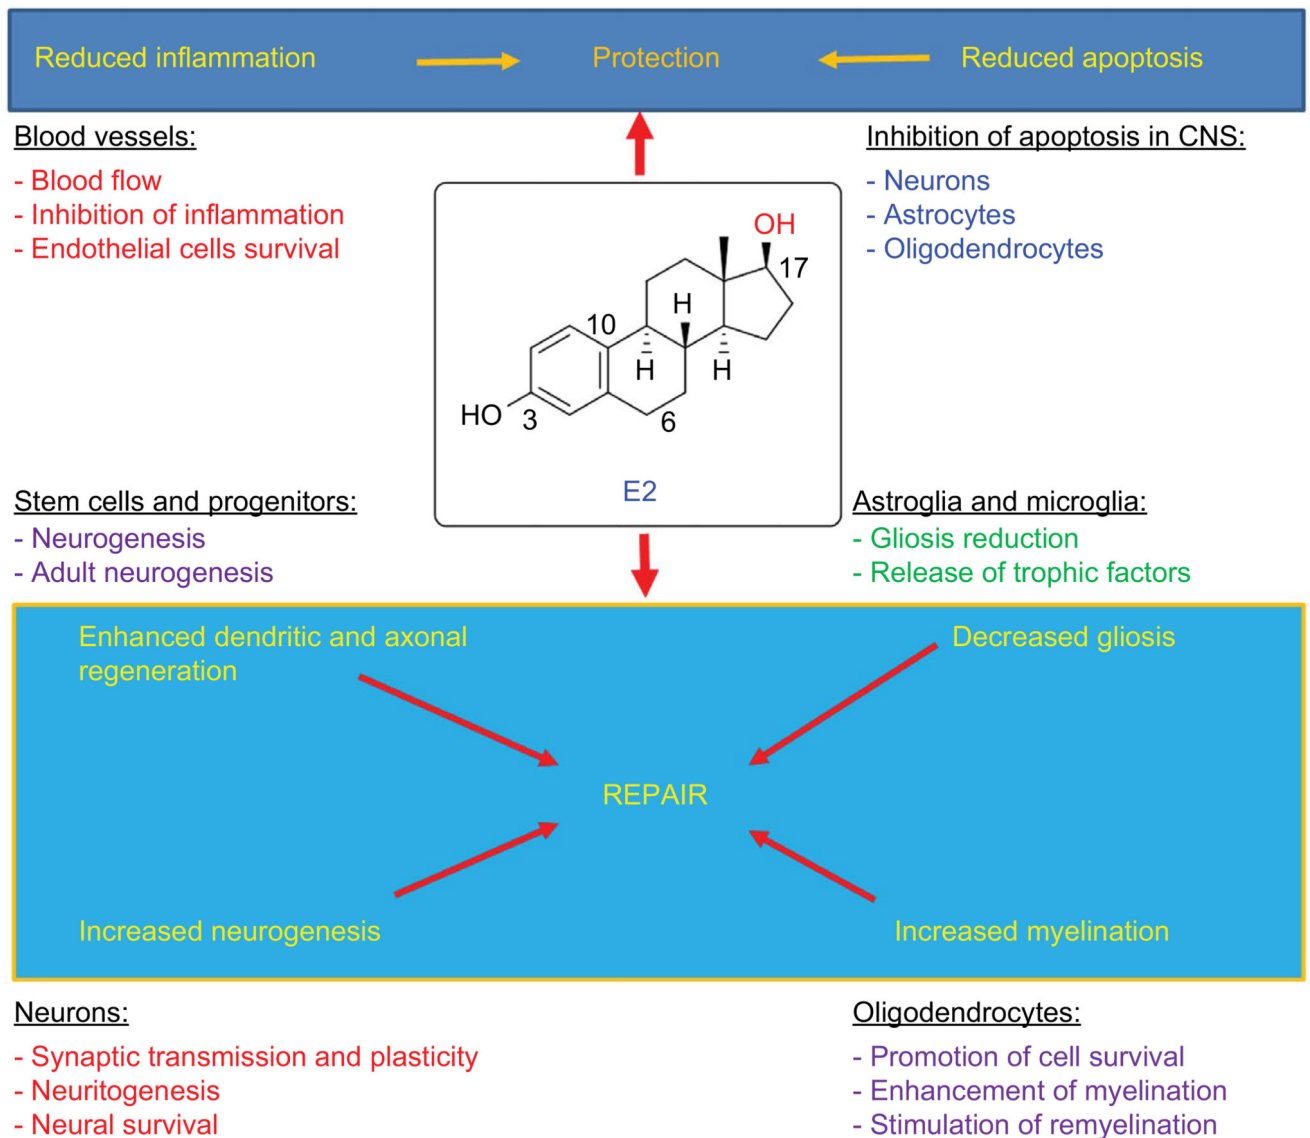 Reduced inflammation
Protection
Reduced apoptosis
Blood vessels:
- Blood flow
- Inhibition of inflammation
- Endothelial cells survival
Inhibition of apoptosis in CNS:
- Neurons
- Astrocytes
- Oligodendrocytes
OH
17
H
10
H
H
HO
3
6
E2
Stem cells and progenitors:
- Neurogenesis
- Adult neurogenesis
Astroglia and microglia:
- Gliosis reduction
- Release of trophic factors
Enhanced dendritic and axonal
regeneration
Decreased gliosis
REPAIR
Increased neurogenesis
Increased myelination
Neurons:
- Synaptic transmission and plasticity
- Neuritogenesis
- Neural survival
Oligodendrocytes:
- Promotion of cell survival
- Enhancement of myelination
- Stimulation of remyelination